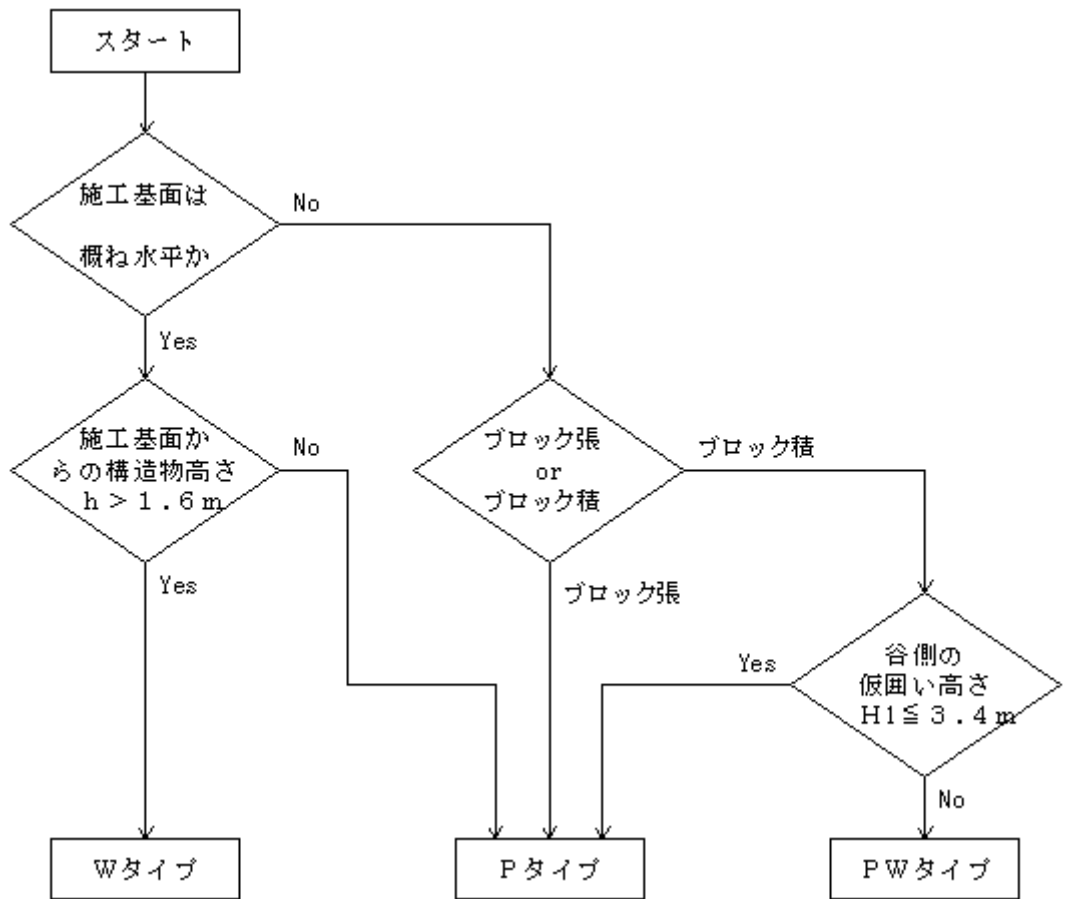 スタート
施工基面は
概ね水平か
No
Yes
施工基面か
らの構造物高さ
ｈ＞１.６ｍ
No
Yes
ブロック張
or
ブロック積
ブロック積
ブロック張
谷側の
仮囲い高さ
H1≦３.４ｍ
Yes
No
Ｗタイプ
Ｐタイプ
ＰＷタイプ